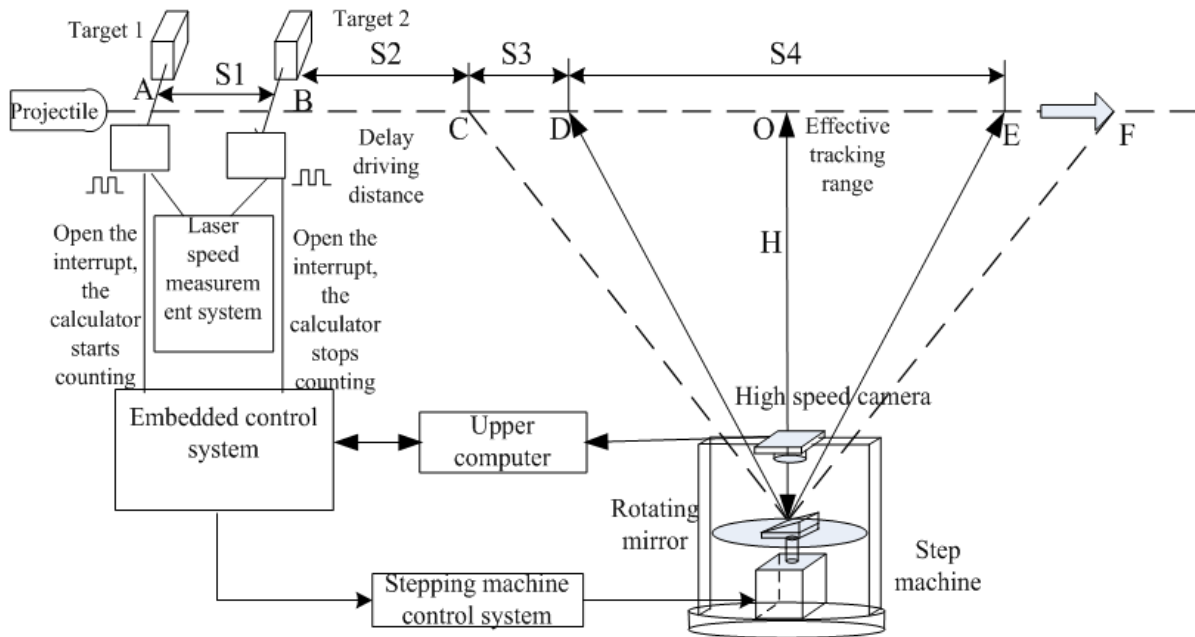 Target 1
Target 2
S1
S2
S3
S4
A
B
Projectile
C
D
O
E
F
Effective
tracking
range
Delay
driving
distance
Open the
interrupt,
the
calculator
starts
counting
Laser
speed
measurem
ent system
Open the
interrupt,
the
calculator
stops
counting
H
High speed camera
Embedded control
system
Upper
computer
Rotating
mirror
Step
machine
Stepping machine
control system